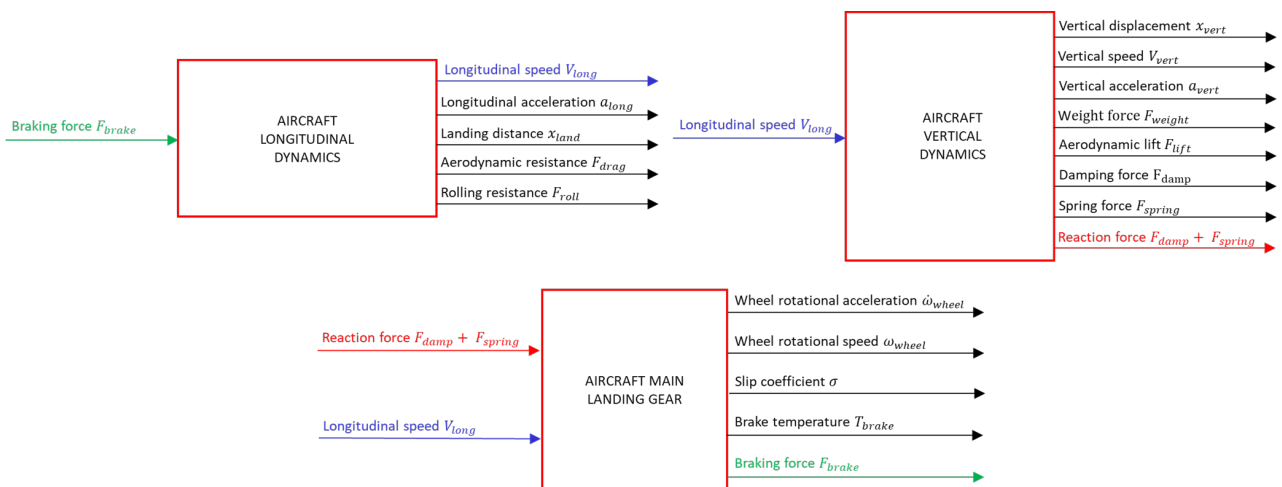 Braking force F_brake
AIRCRAFT
LONGITUDINAL
DYNAMICS
Longitudinal speed V_long
Longitudinal acceleration a_long
Landing distance x_land
Aerodynamic resistance F_drag
Rolling resistance F_roll
Longitudinal speed V_long
AIRCRAFT
VERTICAL
DYNAMICS
Vertical displacement x_vert
Vertical speed V_vert
Vertical acceleration a_vert
Weight force F_weight
Aerodynamic lift F_lift
Damping force F_damp
Spring force F_spring
Reaction force F_damp + F_spring
Reaction force F_damp + F_spring
Longitudinal speed V_long
AIRCRAFT MAIN
LANDING GEAR
Wheel rotational acceleration ω̇_wheel
Wheel rotational speed ω_wheel
Slip coefficient σ
Brake temperature T_brake
Braking force F_brake